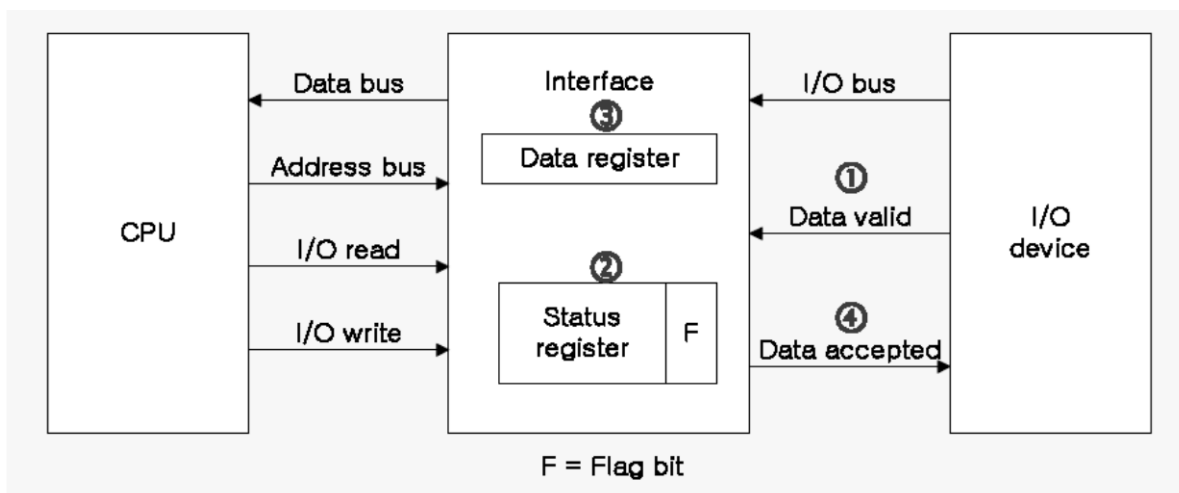 CPU
Data bus
Address bus
I/O read
I/O write
Interface
③
Data register
②
Status
register
F
I/O bus
①
Data valid
④
Data accepted
I/O
device
F = Flag bit